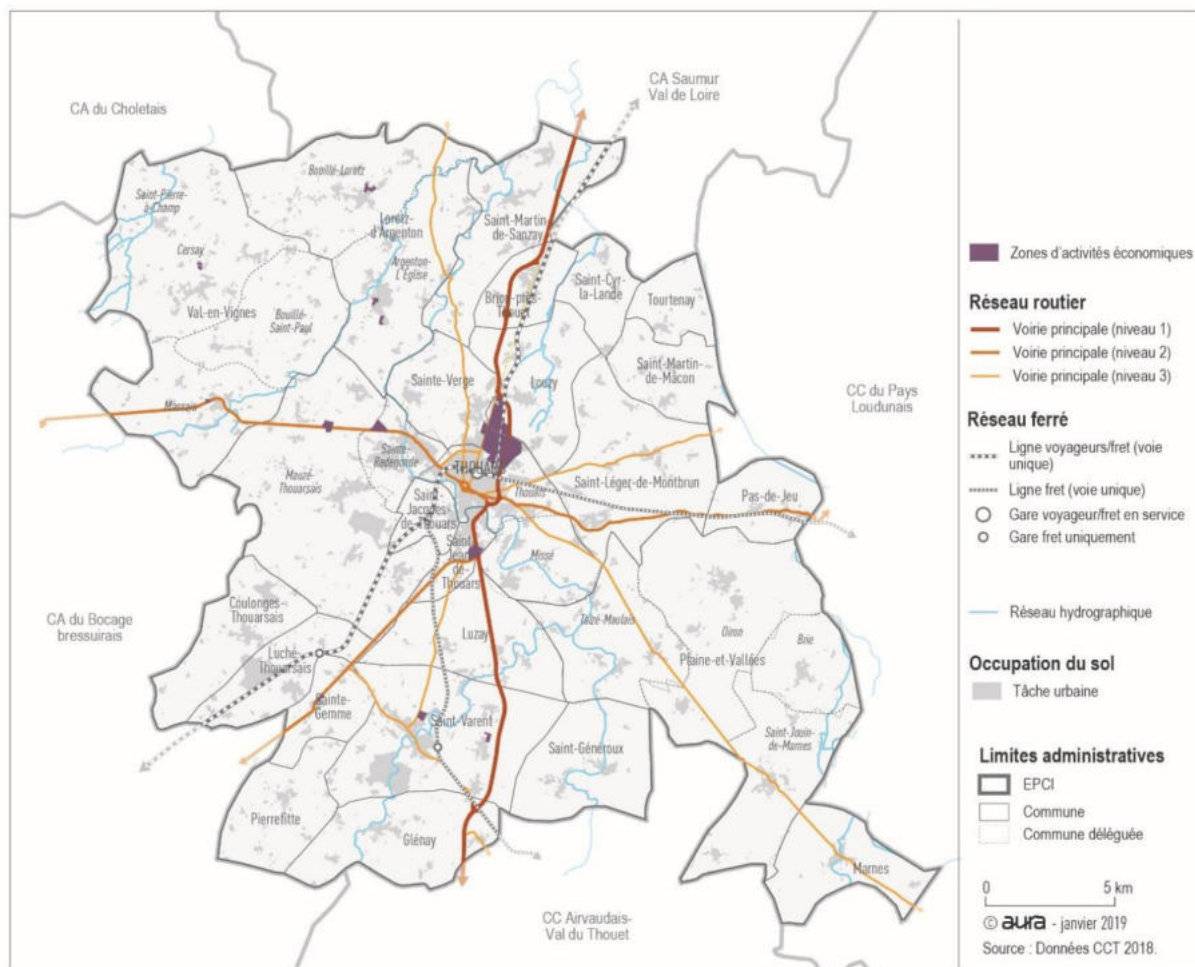 CA du Choletais
CA Saumur
Val de Loire
Saint-Pierre-
à-Champ
Bouillé-Loretz
Cersay
Loretz-
d'Argenton
Argenton-
L'Église
Saint-Martin-
de-Sanzay
Val-en-Vignes
Bouillé-
Saint-Paul
Brion-près-
Thouet
Saint-Cyr-
la-Lande
Tourtenay
Saint-Martin-
de-Mâcon
Sainte-Verge
Louzy
CC du Pays
Loudunais
Massais
Mauzé-
Thouarsais
Sainte-
Radegonde
Thouars
Saint-Léger-de-Montbrun
Pas-de-Jeu
Saint-
Jacques-
de-Thouars
Saint-
Jean-
de-
Thouars
Missé
CA du Bocage
bressuirais
Coulonges-
Thouarsais
Luché-
Thouarsais
Luzay
Taizé-Maulais
Oiron
Brie
Plaine-et-Vallées
Sainte-
Gemme
Saint-Varent
Saint-Généroux
Saint-Jouin-
de-Marnes
Pierrefitte
Glénay
Marnes
CC Airvaudais-
Val du Thouet
Zones d'activités économiques
Réseau routier
Voirie principale (niveau 1)
Voirie principale (niveau 2)
Voirie principale (niveau 3)
Réseau ferré
Ligne voyageurs/fret (voie
unique)
Ligne fret (voie unique)
Gare voyageur/fret en service
Gare fret uniquement
Réseau hydrographique
Occupation du sol
Tâche urbaine
Limites administratives
EPCI
Commune
Commune déléguée
0 5 km
© aura - janvier 2019
Source : Données CCT 2018.